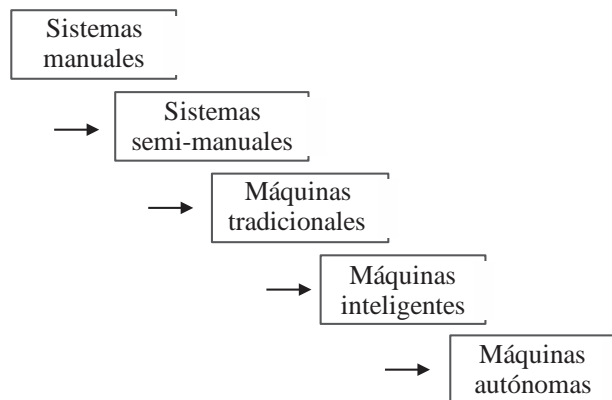 Sistemas
manuales
Sistemas
semi-manuales
Máquinas
tradicionales
Máquinas
inteligentes
Máquinas
autónomas